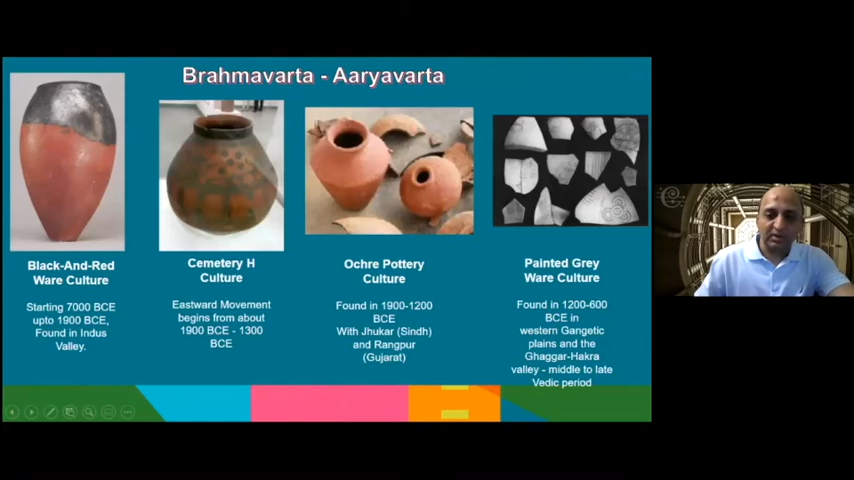 Brahmavarta - Aaryavarta
Black-And-Red
Ware Culture
Starting 7000 BCE
upto 1900 BCE,
Found in Indus
Valley.
Cemetery H
Culture
Eastward Movement
begins from about
1900 BCE - 1300
BCE
Ochre Pottery
Culture
Found in 1900-1200
BCE
With Jhukar (Sindh)
and Rangpur
(Gujarat)
Painted Grey
Ware Culture
Found in 1200-600
BCE in
western Gangetic
plains and the
Ghaggar-Hakra
valley - middle to late
Vedic period